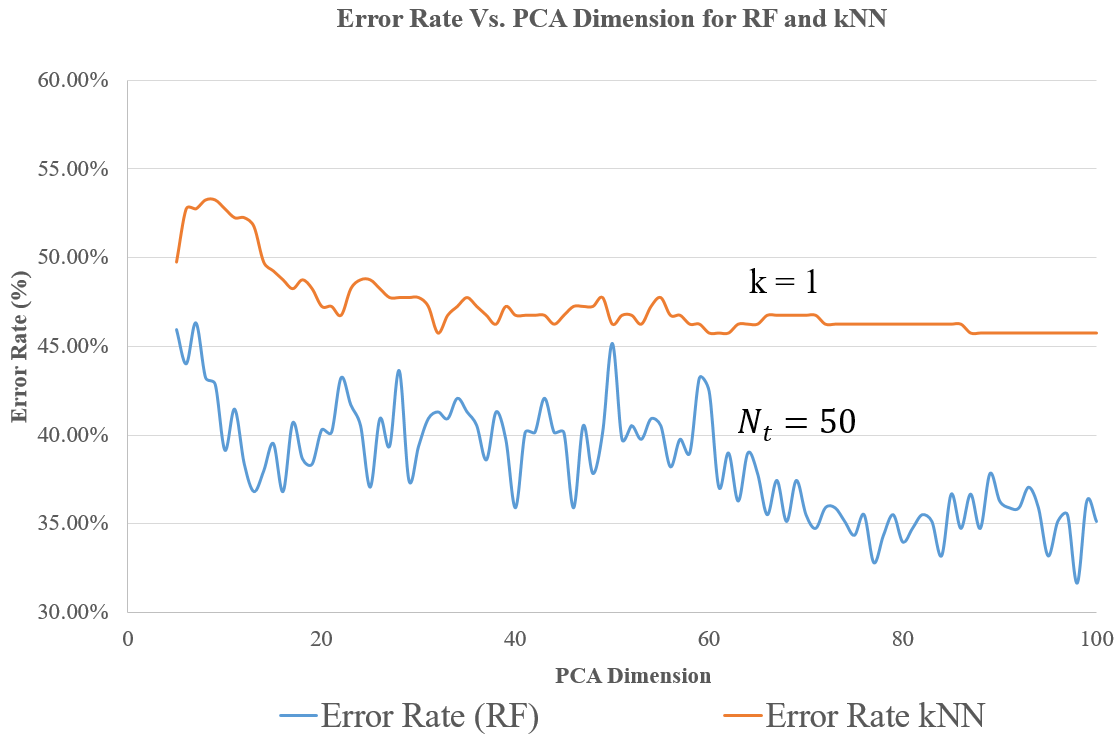 Error Rate Vs. PCA Dimension for RF and kNN
60.00%
55.00%
50.00%
45.00%
40.00%
35.00%
30.00%
Error Rate (%)
k = 1
N_t = 50
0 20 40 60 80 100
PCA Dimension
Error Rate (RF) Error Rate kNN